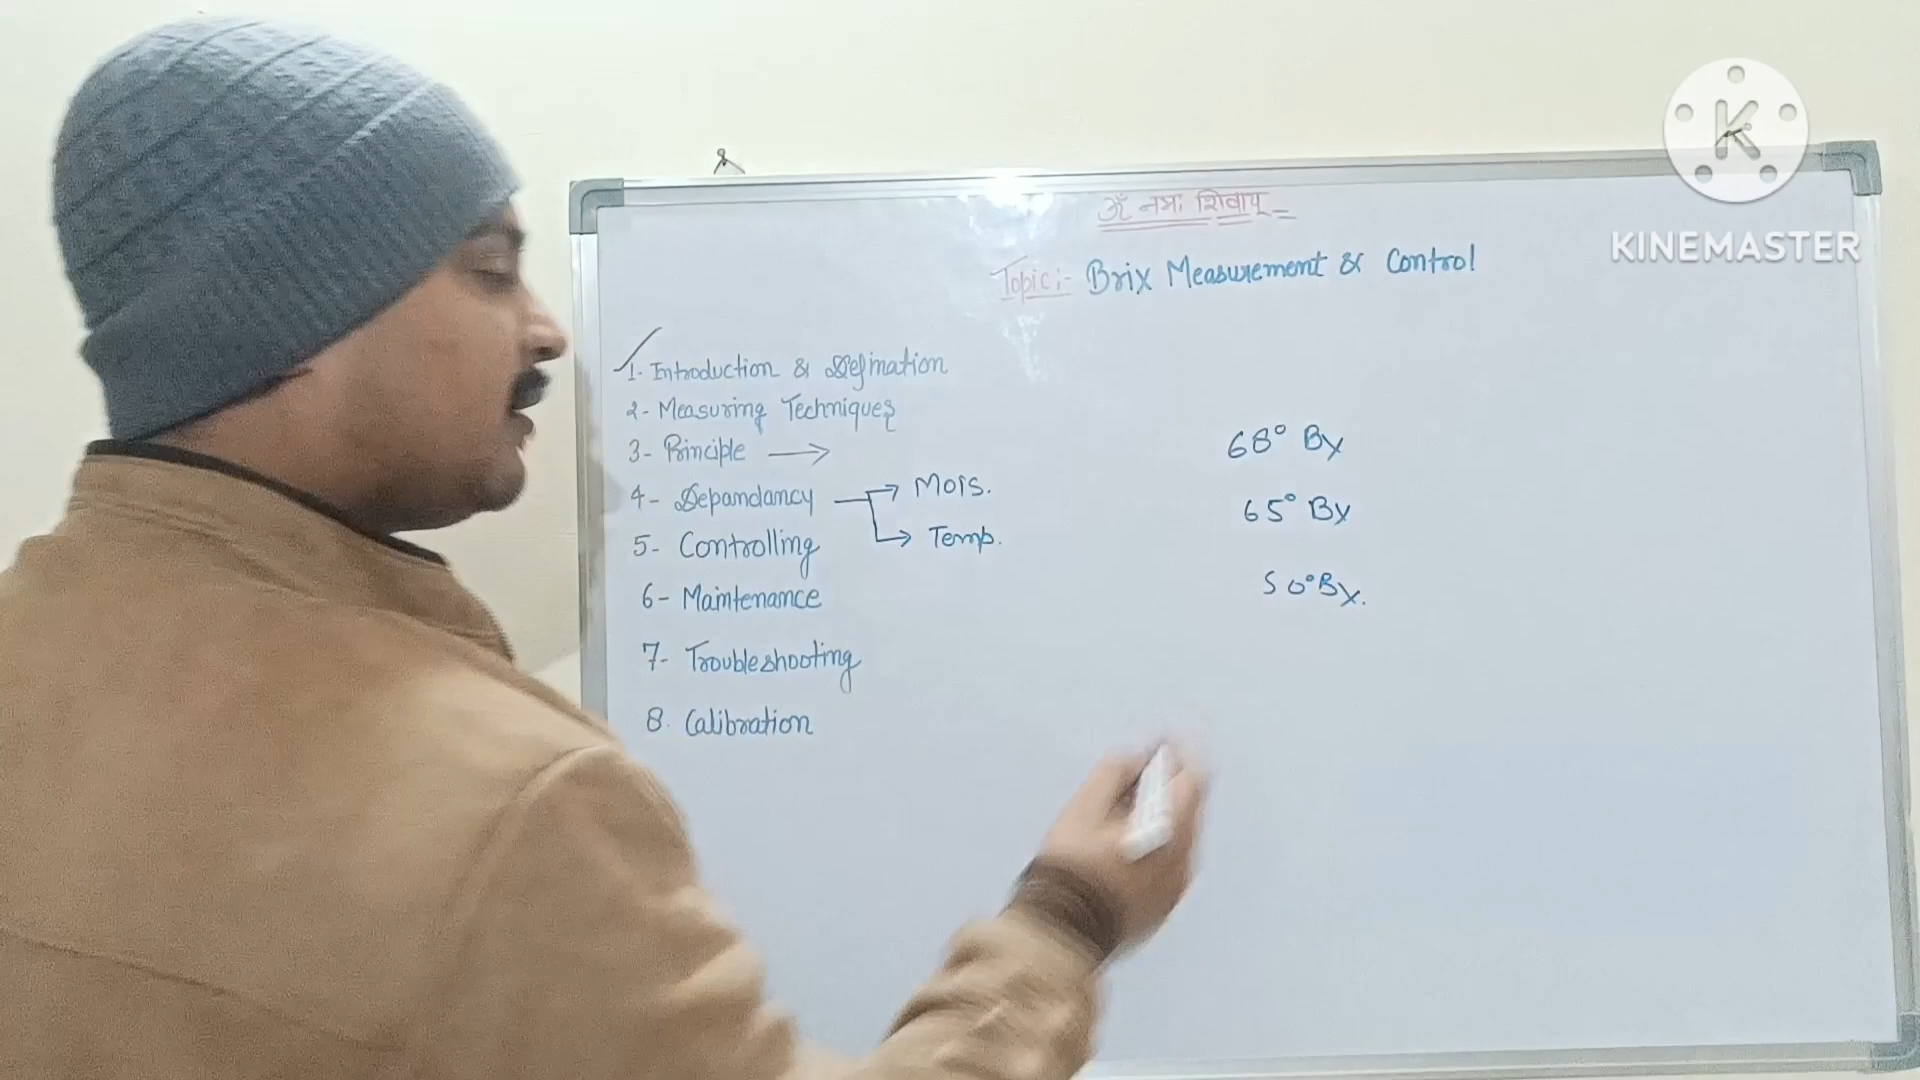 ॐ नमः शिवाय
Topic:- Brix Measurement & Control
1- Introduction & Defination
2- Measuring Techniques
3- Principle →
4- Depandancy → Mois.
→ Temp.
5- Controlling
6- Maintenance
7- Troubleshooting
8. Calibration
68° Bx
65° Bx
50° Bx.
K
KINEMASTER